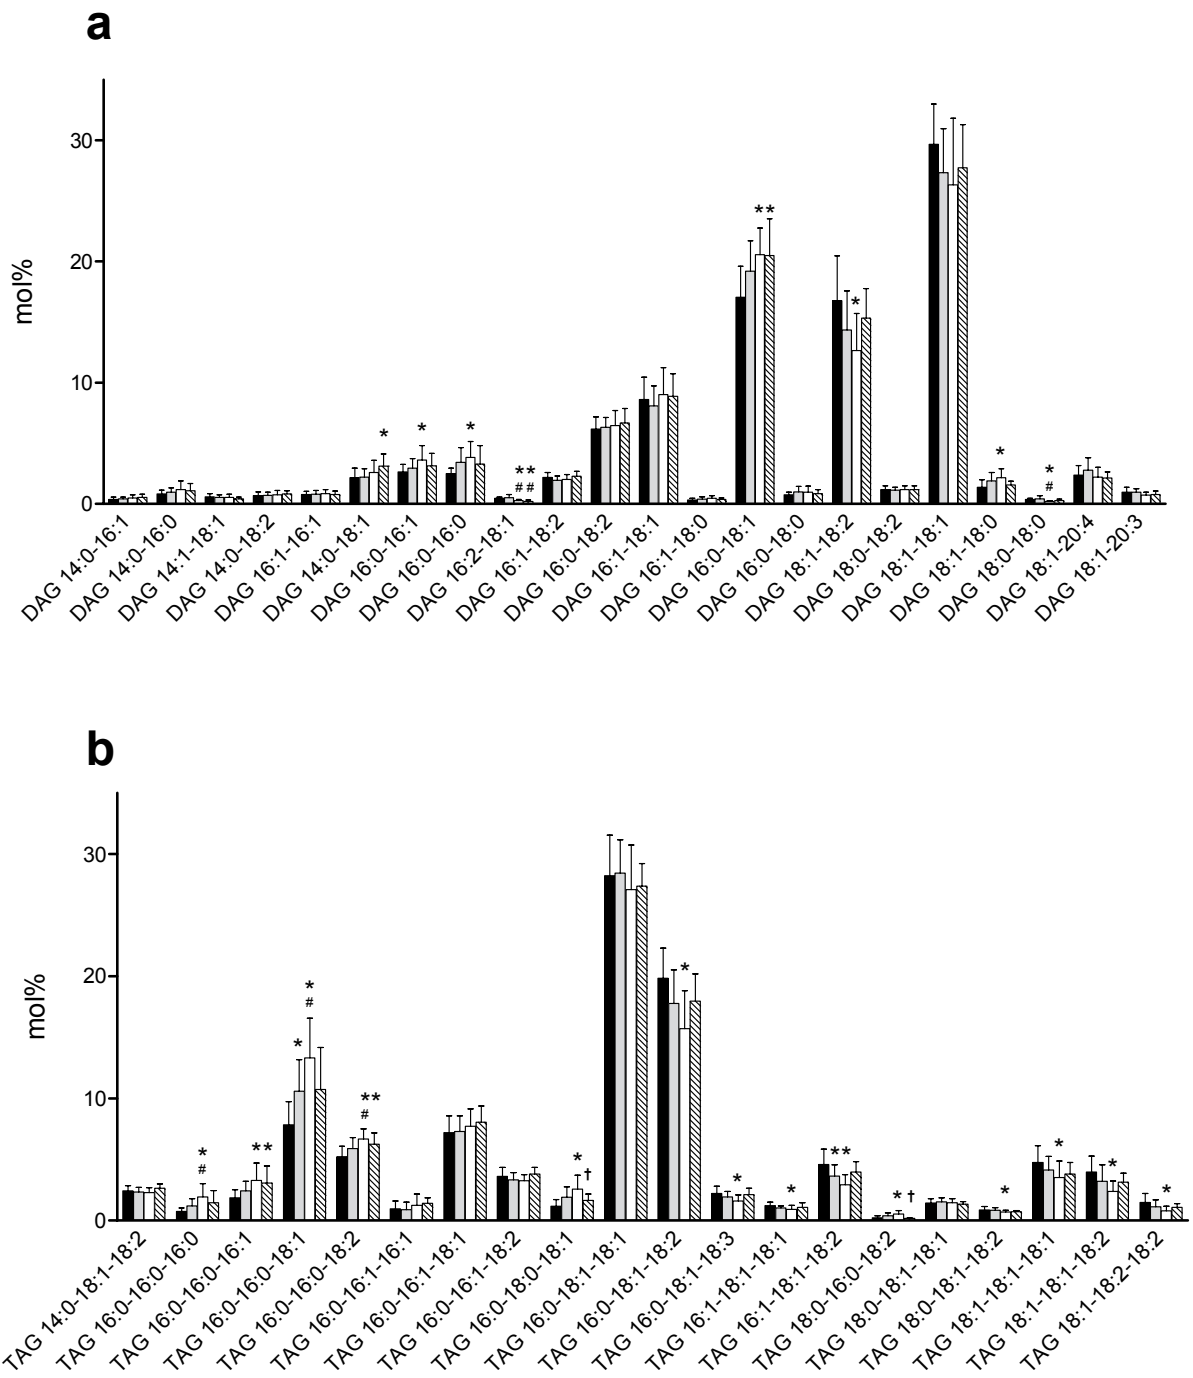 a
mol%
30
20
10
0
* * * ** ** * * * *
## #
DAG 14:0-16:1
DAG 14:0-16:0
DAG 14:1-18:1
DAG 14:0-18:2
DAG 16:1-16:1
DAG 14:0-18:1
DAG 16:0-16:1
DAG 16:0-16:0
DAG 16:2-18:1
DAG 16:1-18:2
DAG 16:0-18:2
DAG 16:1-18:1
DAG 16:1-18:0
DAG 16:0-18:1
DAG 16:0-18:0
DAG 18:1-18:2
DAG 18:0-18:2
DAG 18:1-18:1
DAG 18:1-18:0
DAG 18:0-18:0
DAG 18:1-20:4
DAG 18:1-20:3
b
mol%
30
20
10
0
* ** * * ** * * * * ** * * * * *
# # # † †
TAG 14:0-18:1-18:2
TAG 16:0-16:0-16:0
TAG 16:0-16:0-16:1
TAG 16:0-16:0-18:1
TAG 16:0-16:0-18:2
TAG 16:0-16:1-16:1
TAG 16:0-16:1-18:1
TAG 16:0-16:1-18:2
TAG 16:0-18:0-18:1
TAG 16:0-18:1-18:1
TAG 16:0-18:1-18:2
TAG 16:0-18:1-18:3
TAG 16:1-18:1-18:1
TAG 16:1-18:1-18:2
TAG 18:0-16:0-18:2
TAG 18:0-18:1-18:1
TAG 18:0-18:1-18:2
TAG 18:1-18:1-18:1
TAG 18:1-18:1-18:2
TAG 18:1-18:2-18:2